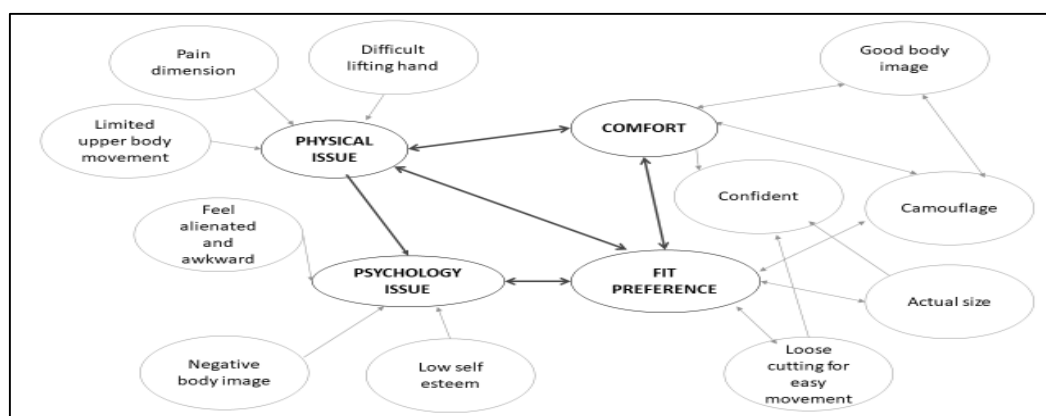 Pain
dimension
Difficult
lifting hand
Good body
image
Limited
upper body
movement
PHYSICAL
ISSUE
COMFORT
Confident
Camouflage
Feel
alienated
and
awkward
PSYCHOLOGY
ISSUE
FIT
PREFERENCE
Actual size
Negative
body image
Low self
esteem
Loose
cutting for
easy
movement